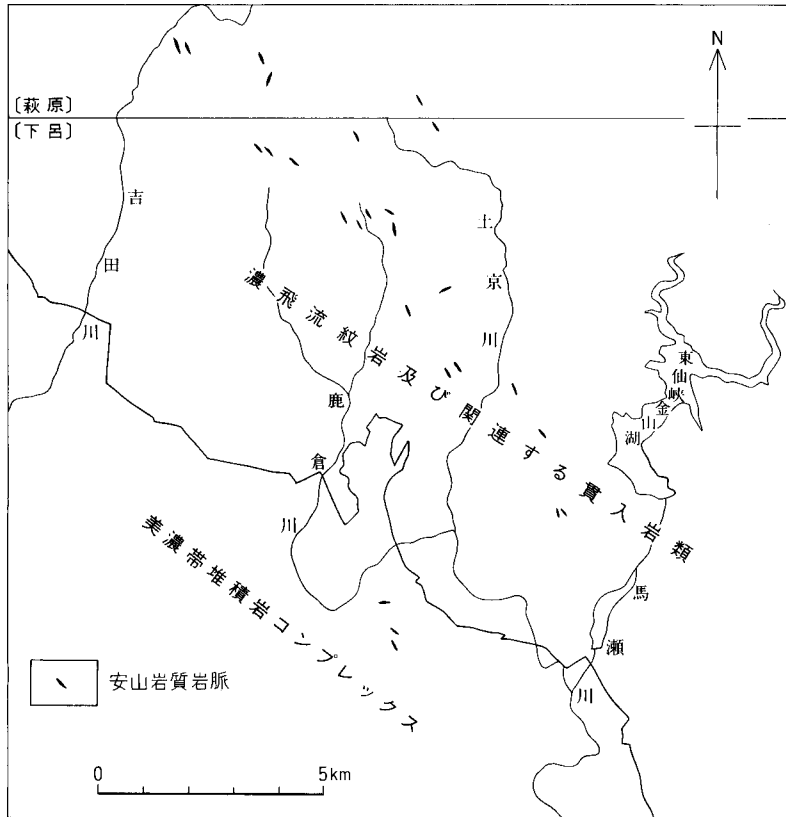 N
〔萩原〕
〔下呂〕
吉田川
土京川
濃飛流紋岩及び関連する貫入岩類
東仙峡金山湖
鹿倉川
美濃帯堆積岩コンプレックス
馬瀬川
安山岩質岩脈
0 5km